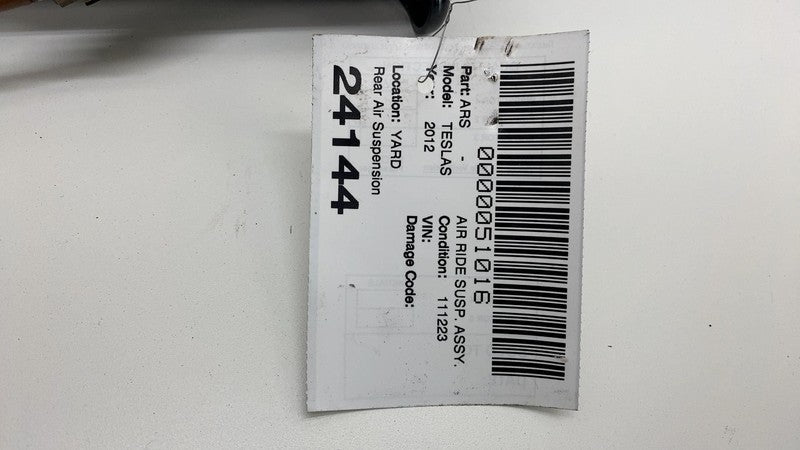 0000051016
Part: ARS - AIR RIDE SUSP. ASSY.
Model: TESLAS Condition: 111223
2012 VIN:
Damage Code:
Location: YARD
Rear Air Suspension
24144